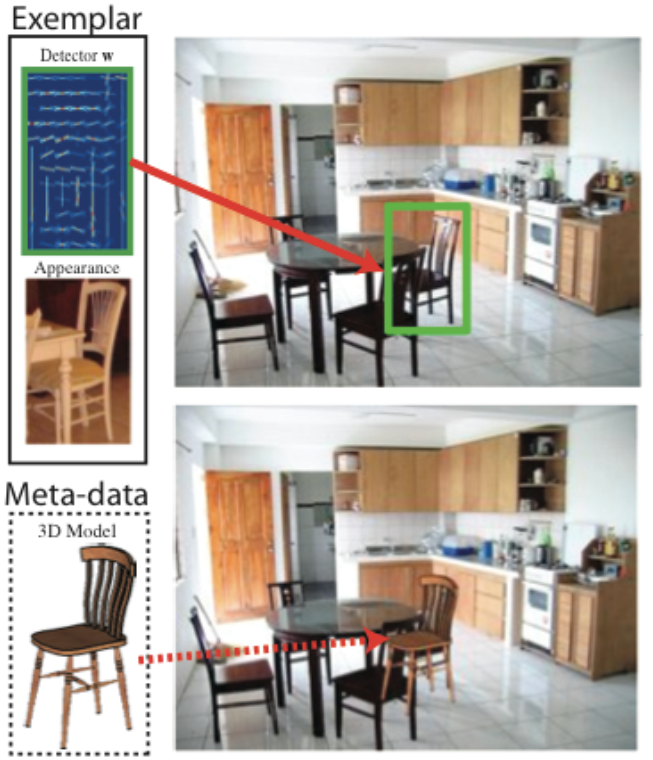 Exemplar
Detector w
Appearance
Meta-data
3D Model